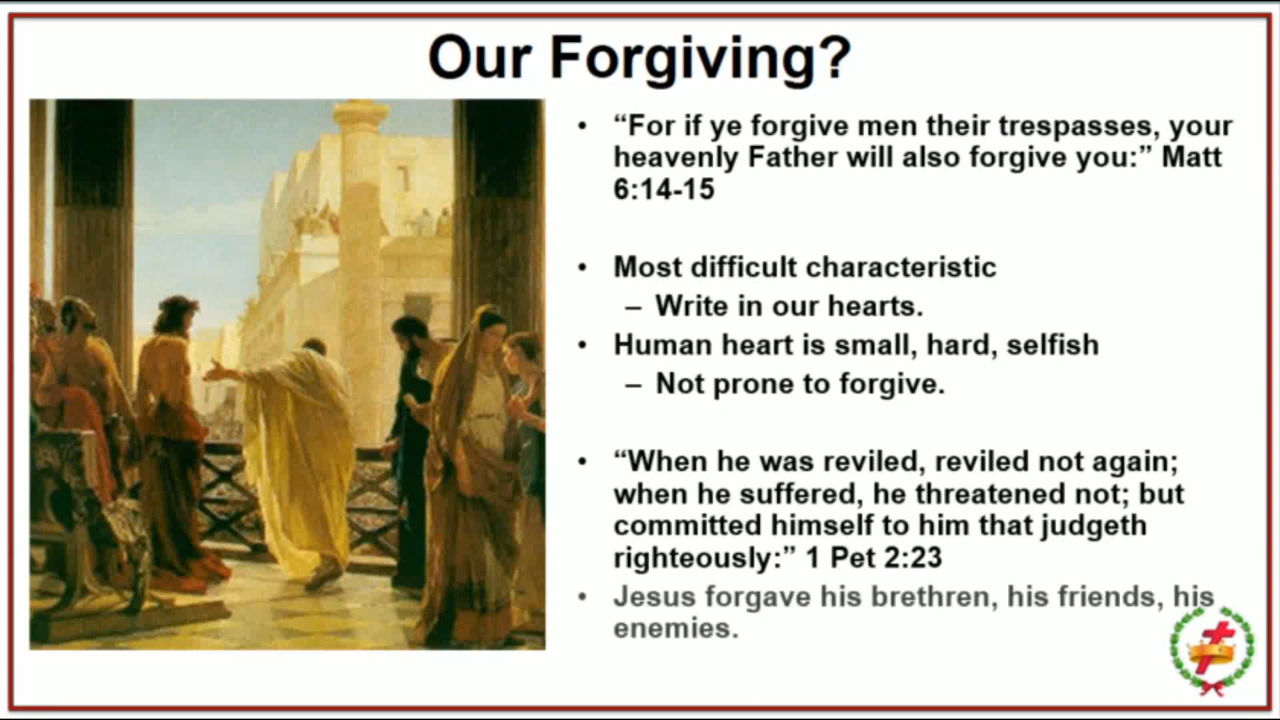 Our Forgiving?
• “For if ye forgive men their trespasses, your
heavenly Father will also forgive you:” Matt
6:14-15
• Most difficult characteristic
– Write in our hearts.
• Human heart is small, hard, selfish
– Not prone to forgive.
• “When he was reviled, reviled not again;
when he suffered, he threatened not; but
committed himself to him that judgeth
righteously:” 1 Pet 2:23
• Jesus forgave his brethren, his friends, his
enemies.